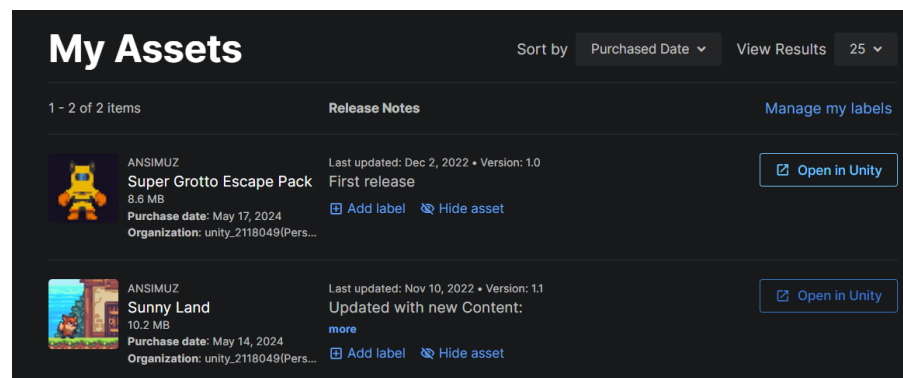 My Assets
Sort by Purchased Date View Results 25
1 - 2 of 2 items Release Notes Manage my labels
ANSIMUZ
Super Grotto Escape Pack
8.6 MB
Purchase date: May 17, 2024
Organization: unity_2118049(Pers...
Last updated: Dec 2, 2022 • Version: 1.0
First release
Add label Hide asset
Open in Unity
ANSIMUZ
Sunny Land
10.2 MB
Purchase date: May 14, 2024
Organization: unity_2118049(Pers...
Last updated: Nov 10, 2022 • Version: 1.1
Updated with new Content:
more
Add label Hide asset
Open in Unity